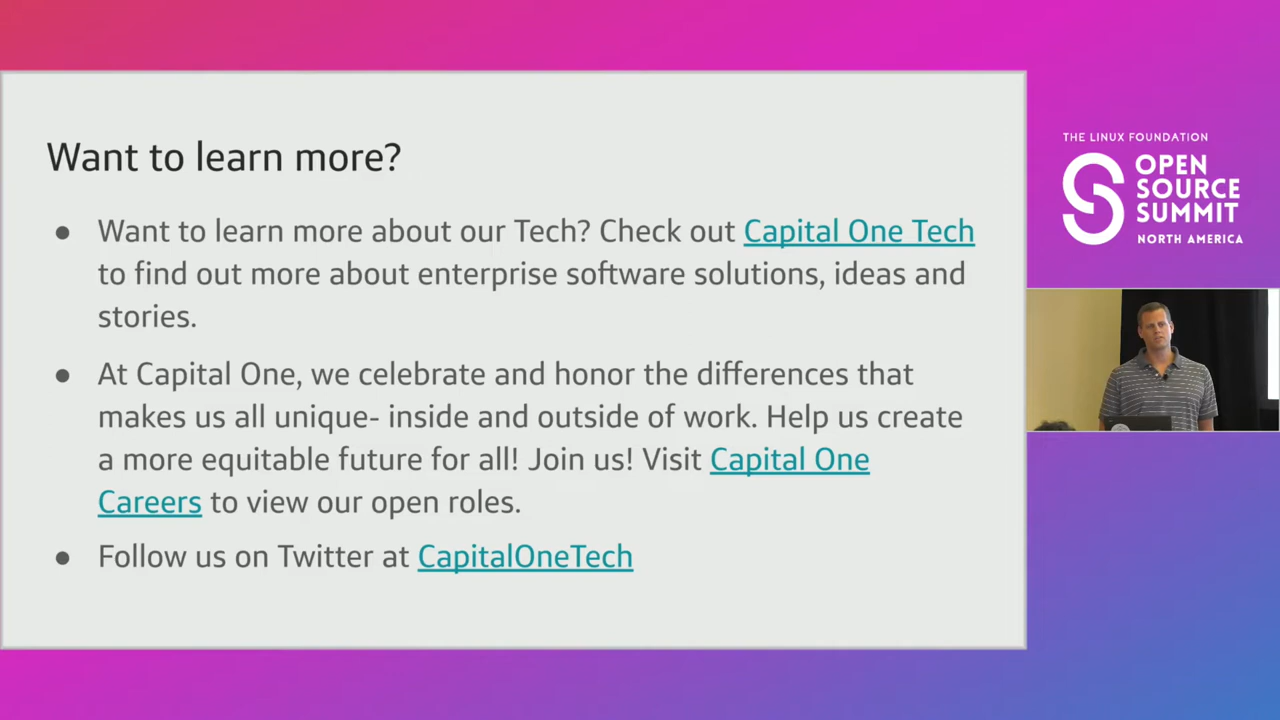 Want to learn more?
● Want to learn more about our Tech? Check out Capital One Tech
to find out more about enterprise software solutions, ideas and
stories.
● At Capital One, we celebrate and honor the differences that
makes us all unique- inside and outside of work. Help us create
a more equitable future for all! Join us! Visit Capital One
Careers to view our open roles.
● Follow us on Twitter at CapitalOneTech
THE LINUX FOUNDATION
OPEN
SOURCE
SUMMIT
NORTH AMERICA